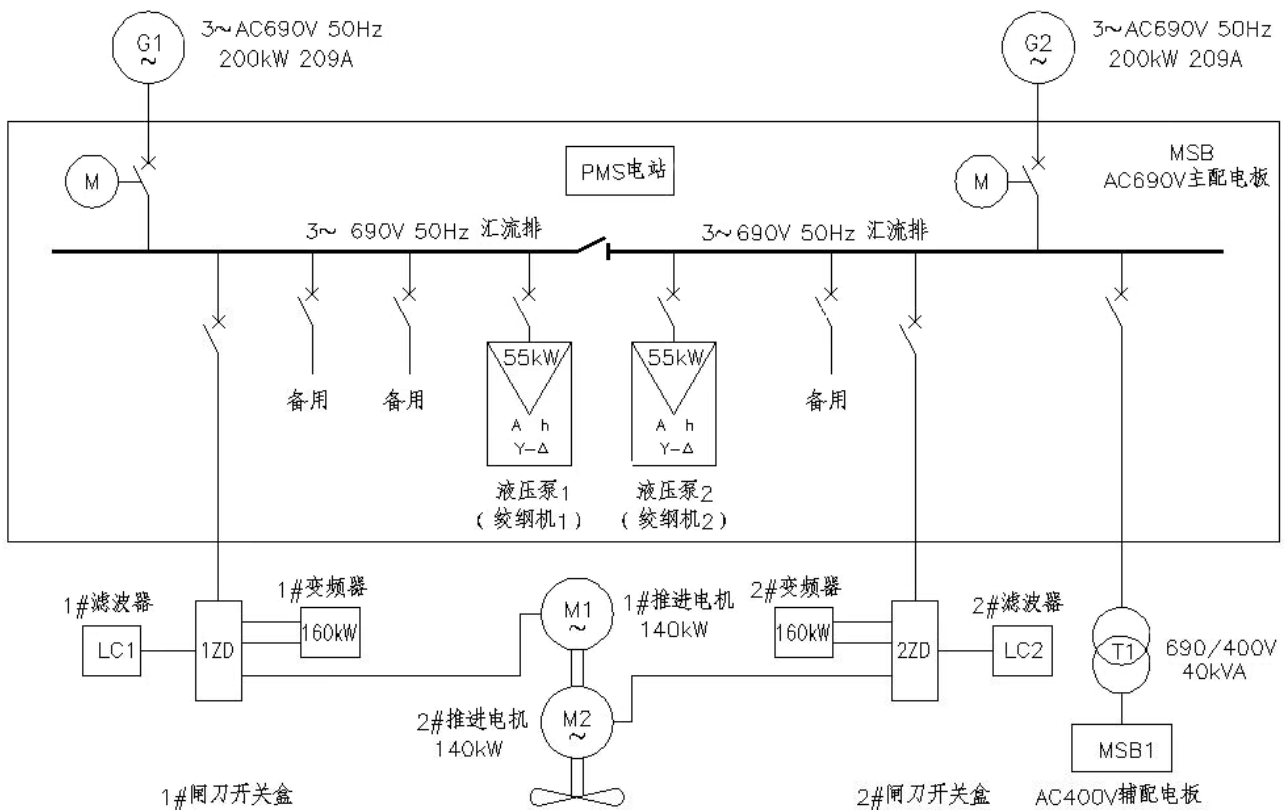 G1
~
3～AC690V 50Hz
200kW 209A
G2
~
3～AC690V 50Hz
200kW 209A
M
PMS电站
M
MSB
AC690V主配电板
3～ 690V 50Hz 汇流排
3～690V 50Hz 汇流排
备用
备用
55kW
A h
Y-Δ
液压泵1
(绞纲机1)
55kW
A h
Y-Δ
液压泵2
(绞纲机2)
备用
1#滤波器
LC1
1ZD
1#变频器
160kW
M1
~
1#推进电机
140kW
2#变频器
160kW
2ZD
2#滤波器
LC2
T1
690/400V
40kVA
2#推进电机
140kW
M2
~
MSB1
1#闸刀开关盒
2#闸刀开关盒
AC400V辅配电板